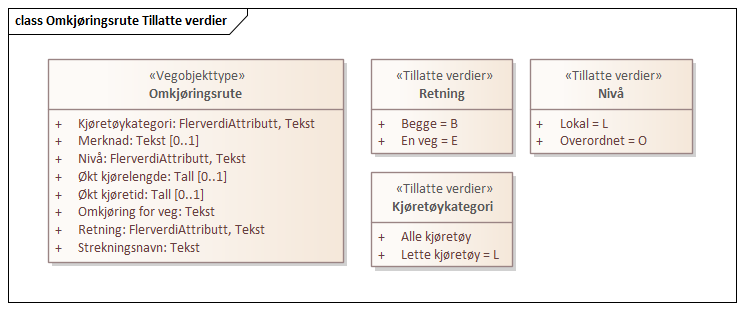 class Omkjøringsrute Tillatte verdier
«Vegobjekttype»
Omkjøringsrute
+ Kjøretøykategori: FlerverdiAttributt, Tekst
+ Merknad: Tekst [0..1]
+ Nivå: FlerverdiAttributt, Tekst
+ Økt kjørelengde: Tall [0..1]
+ Økt kjøretid: Tall [0..1]
+ Omkjøring for veg: Tekst
+ Retning: FlerverdiAttributt, Tekst
+ Strekningsnavn: Tekst
«Tillatte verdier»
Retning
+ Begge = B
+ En veg = E
«Tillatte verdier»
Nivå
+ Lokal = L
+ Overordnet = O
«Tillatte verdier»
Kjøretøykategori
+ Alle kjøretøy
+ Lette kjøretøy = L